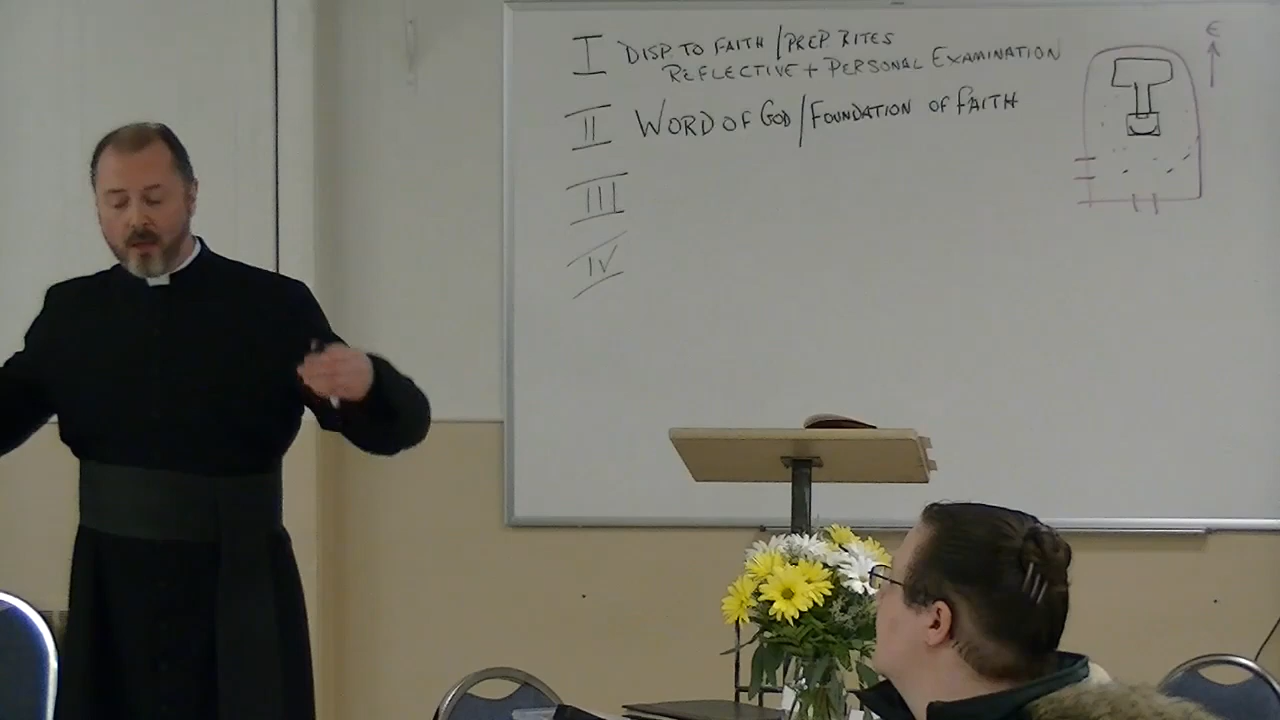 I DISP TO FAITH / PREP RITES
REFLECTIVE + PERSONAL EXAMINATION
II WORD OF GOD / FOUNDATION OF FAITH
III
IV
E